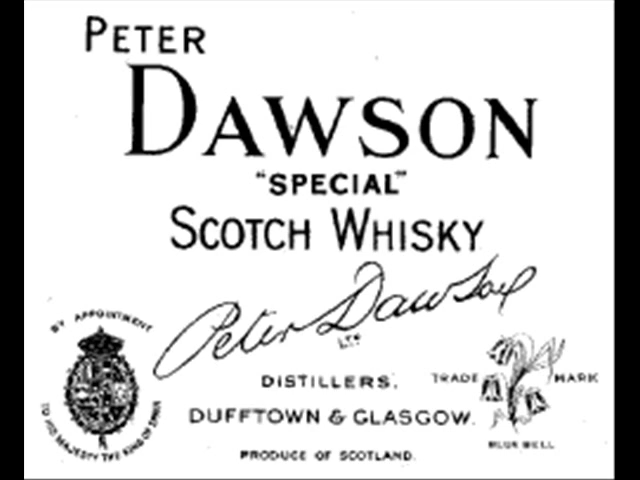 PETER
DAWSON
"SPECIAL"
SCOTCH WHISKY
Peter Dawson
LTD
BY APPOINTMENT
TO HIS MAJESTY THE KING OF SPAIN
DISTILLERS,
DUFFTOWN & GLASGOW.
TRADE MARK
BLUE BELL
PRODUCE OF SCOTLAND.